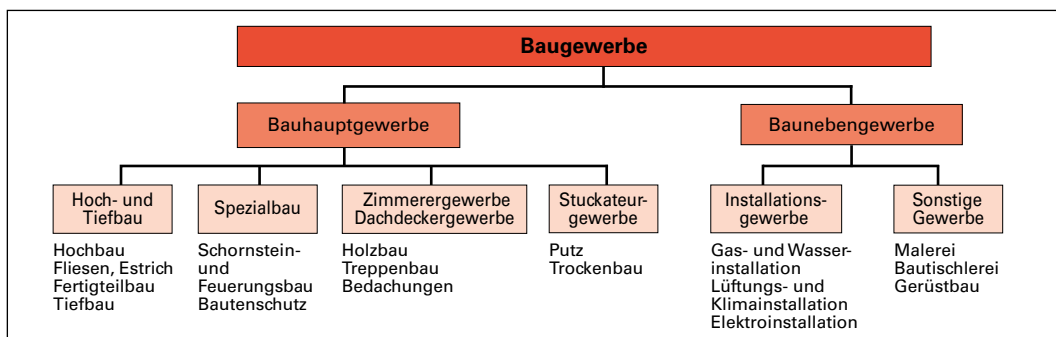 Baugewerbe
Bauhauptgewerbe
Baunebengewerbe
Hoch- und
Tiefbau
Hochbau
Fliesen, Estrich
Fertigteilbau
Tiefbau
Spezialbau
Schornstein-
und
Feuerungsbau
Bautenschutz
Zimmerergewerbe
Dachdeckergewerbe
Holzbau
Treppenbau
Bedachungen
Stuckateur-
gewerbe
Putz
Trockenbau
Installations-
gewerbe
Gas- und Wasser-
installation
Lüftungs- und
Klimainstallation
Elektroinstallation
Sonstige
Gewerbe
Malerei
Bautischlerei
Gerüstbau